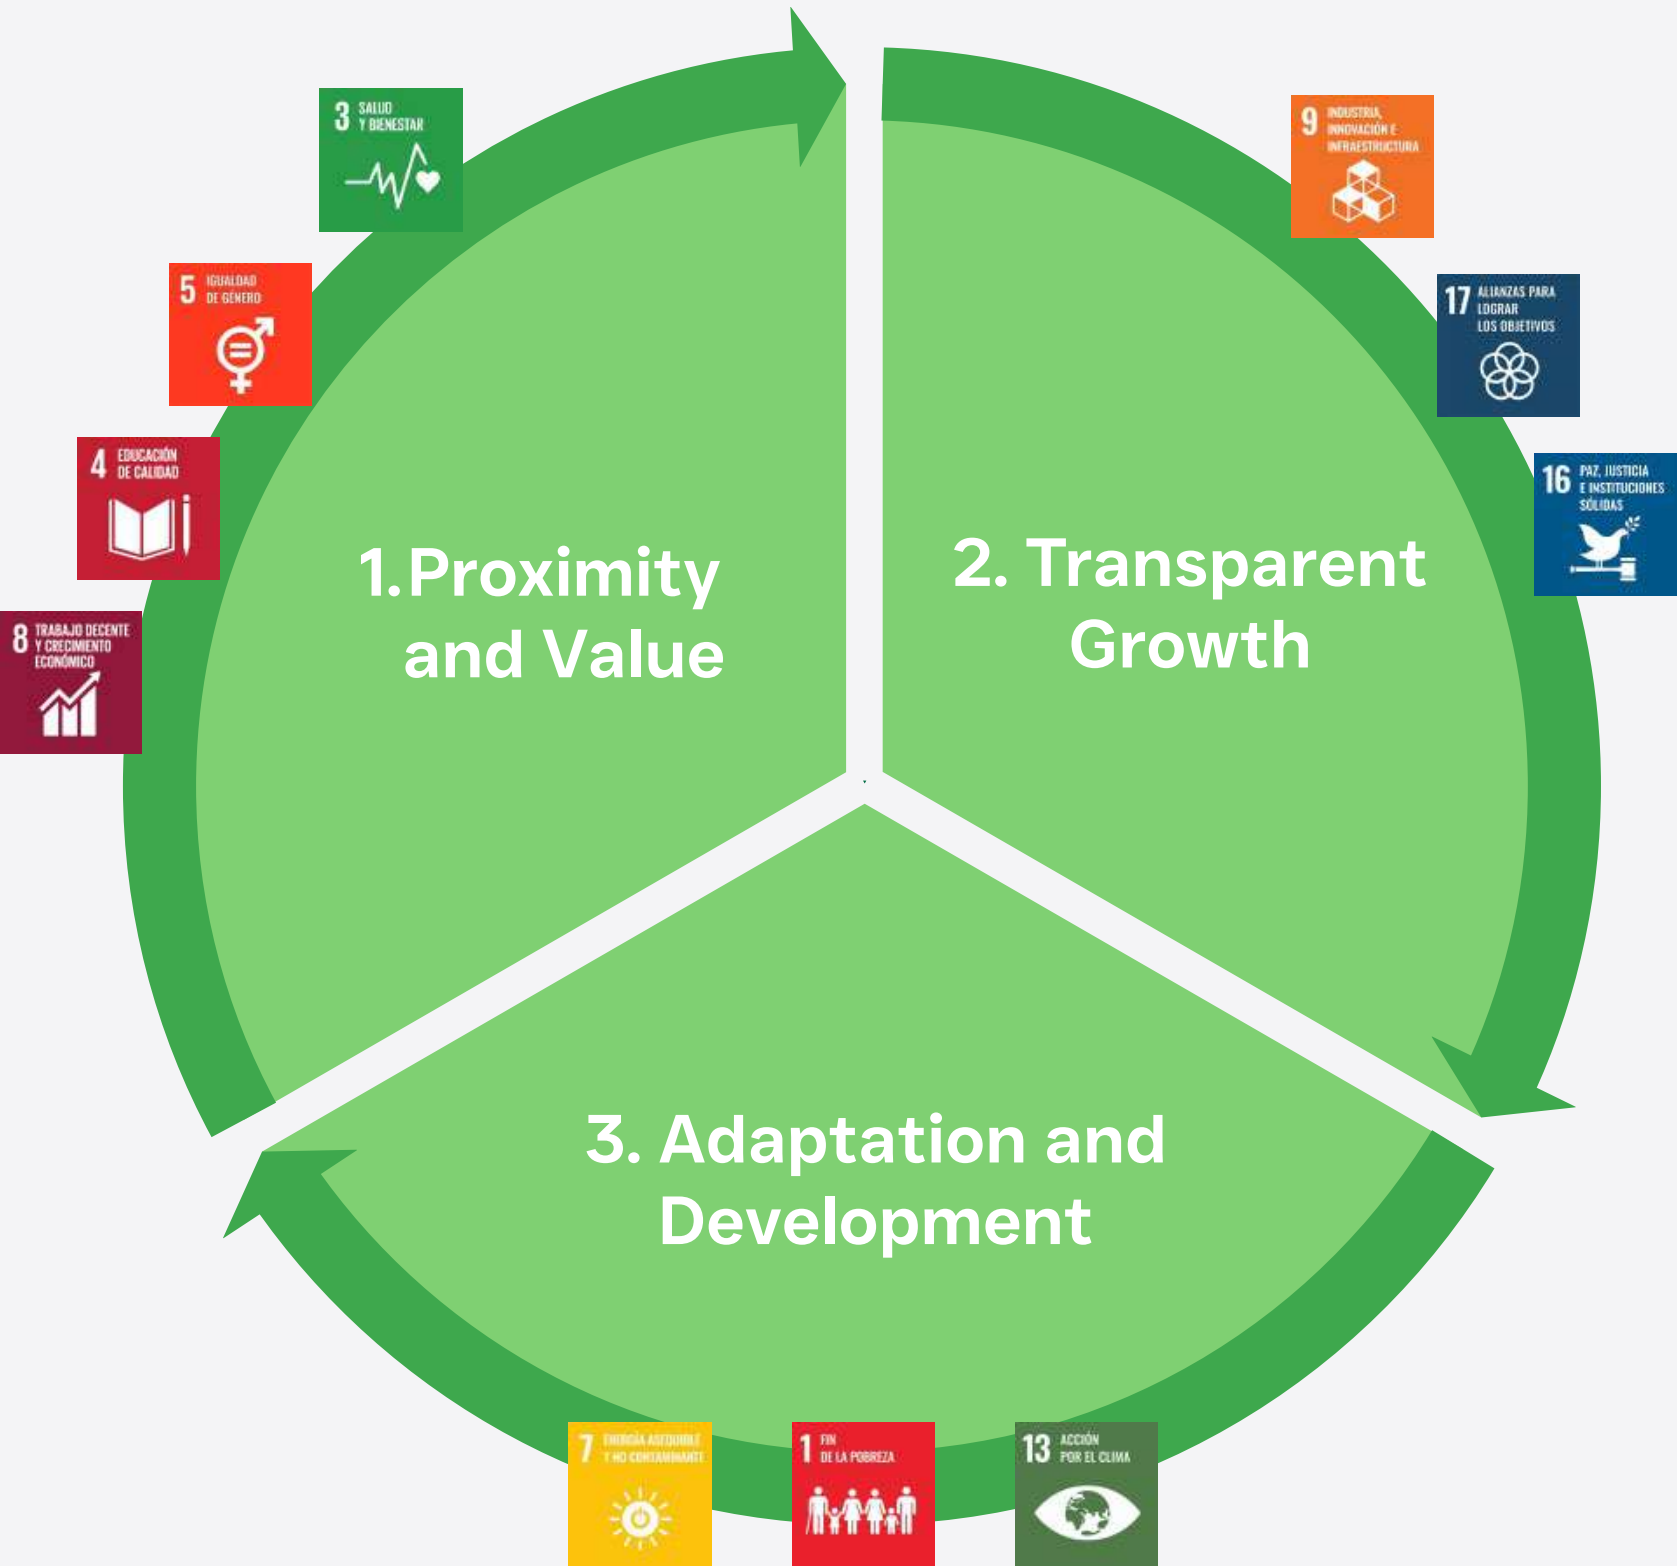 3 SALUD
Y BIENESTAR
5 IGUALDAD
DE GÉNERO
4 EDUCACIÓN
DE CALIDAD
8 TRABAJO DECENTE
Y CRECIMIENTO
ECONÓMICO
1.Proximity
and Value
9 INDUSTRIA,
INNOVACIÓN E
INFRAESTRUCTURA
17 ALIANZAS PARA
LOGRAR
LOS OBJETIVOS
16 PAZ, JUSTICIA
E INSTITUCIONES
SÓLIDAS
2. Transparent
Growth
3. Adaptation and
Development
7 ENERGÍA ASEQUIBLE
Y NO CONTAMINANTE
1 FIN
DE LA POBREZA
13 ACCIÓN
POR EL CLIMA